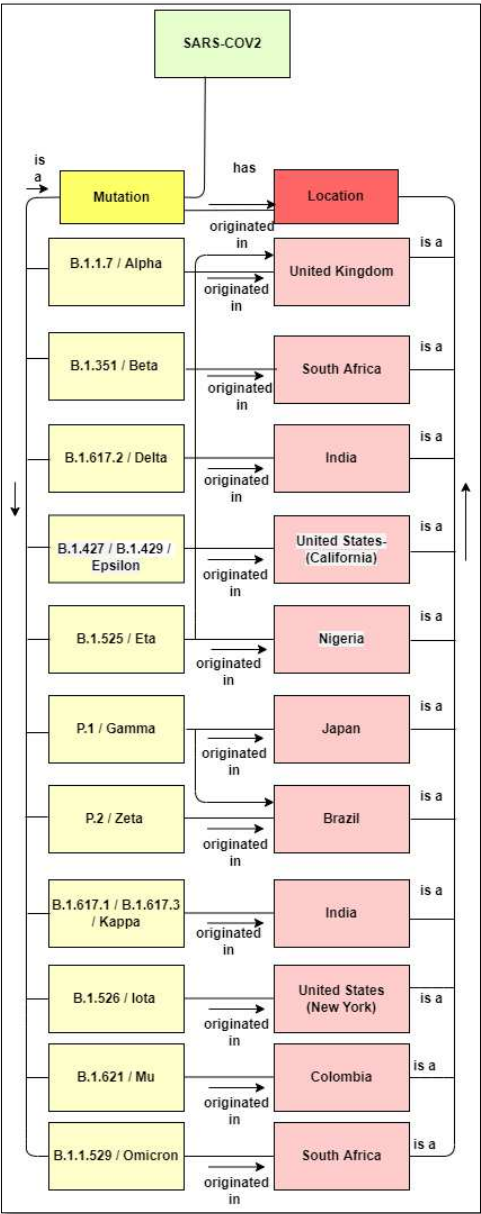 SARS-COV2
is
a
has
Mutation
Location
originated
in
B.1.1.7 / Alpha
United Kingdom
is a
originated
in
B.1.351 / Beta
South Africa
is a
originated
in
B.1.617.2 / Delta
India
is a
originated
in
B.1.427 / B.1.429 /
Epsilon
United States-
(California)
is a
originated
in
B.1.525 / Eta
Nigeria
is a
originated
in
P.1 / Gamma
Japan
is a
originated
in
P.2 / Zeta
Brazil
is a
originated
in
B.1.617.1 / B.1.617.3
/ Kappa
India
is a
originated
in
B.1.526 / Iota
United States
(New York)
is a
originated
in
B.1.621 / Mu
Colombia
is a
originated
in
B.1.1.529 / Omicron
South Africa
is a
originated
in